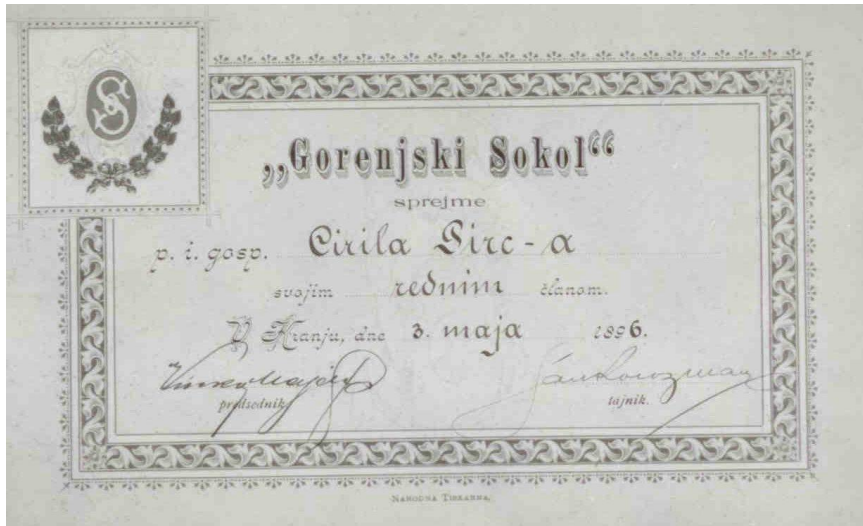 „Gorenjski Sokol“
sprejme
p. t. gosp. Cirila Pirc-a
svojim rednim članom.
V Kranju, dne 3. maja 1896.
predsednik
tajnik.
NARODNA TISKARNA.